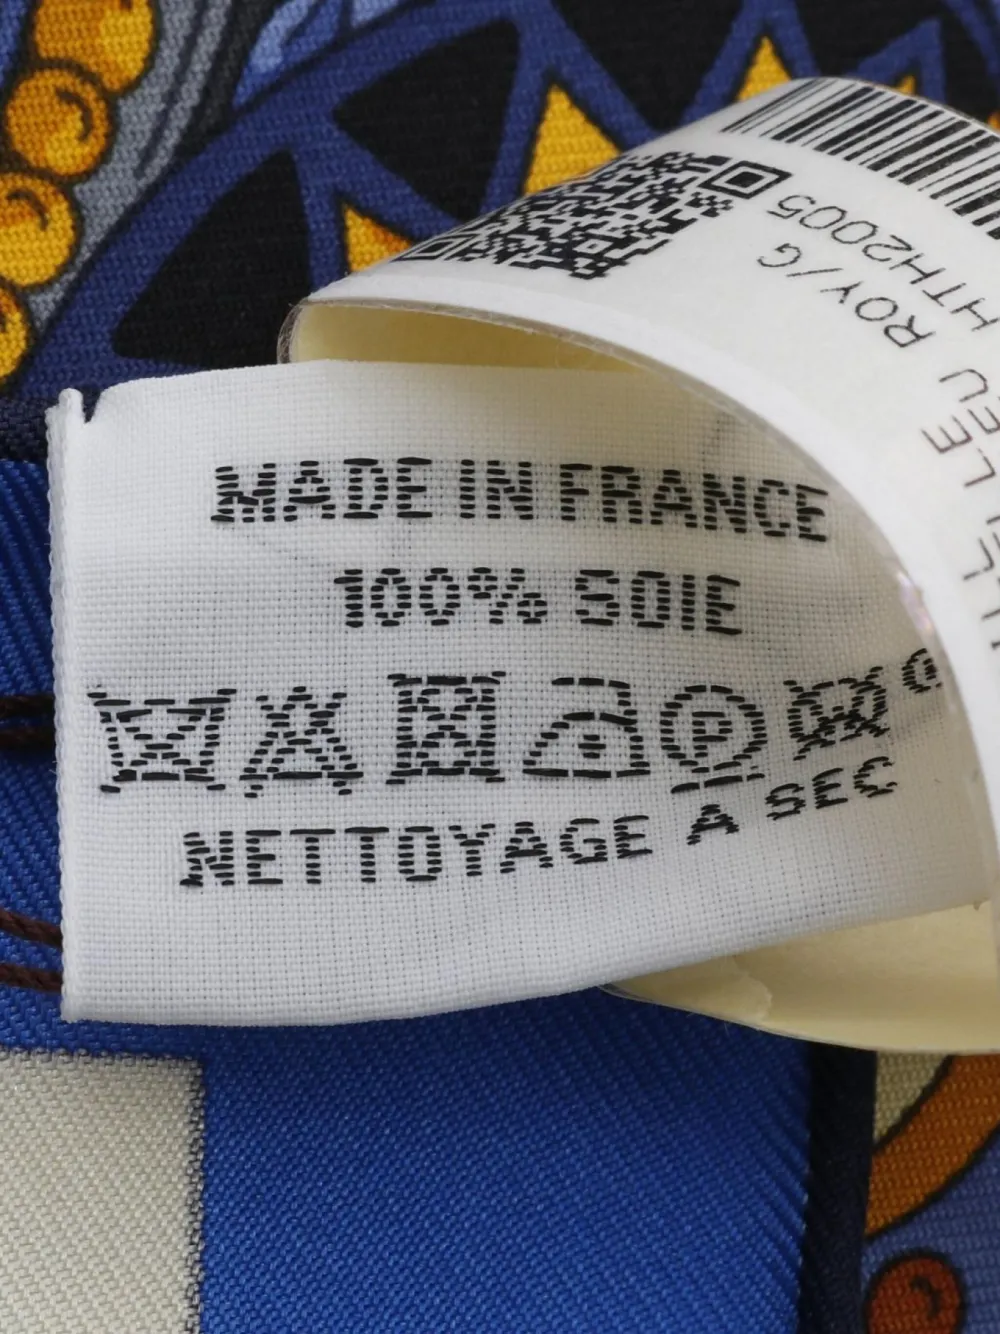 MADE IN FRANCE
100% SOIE
NETTOYAGE A SEC
ROY/G
HTH2005